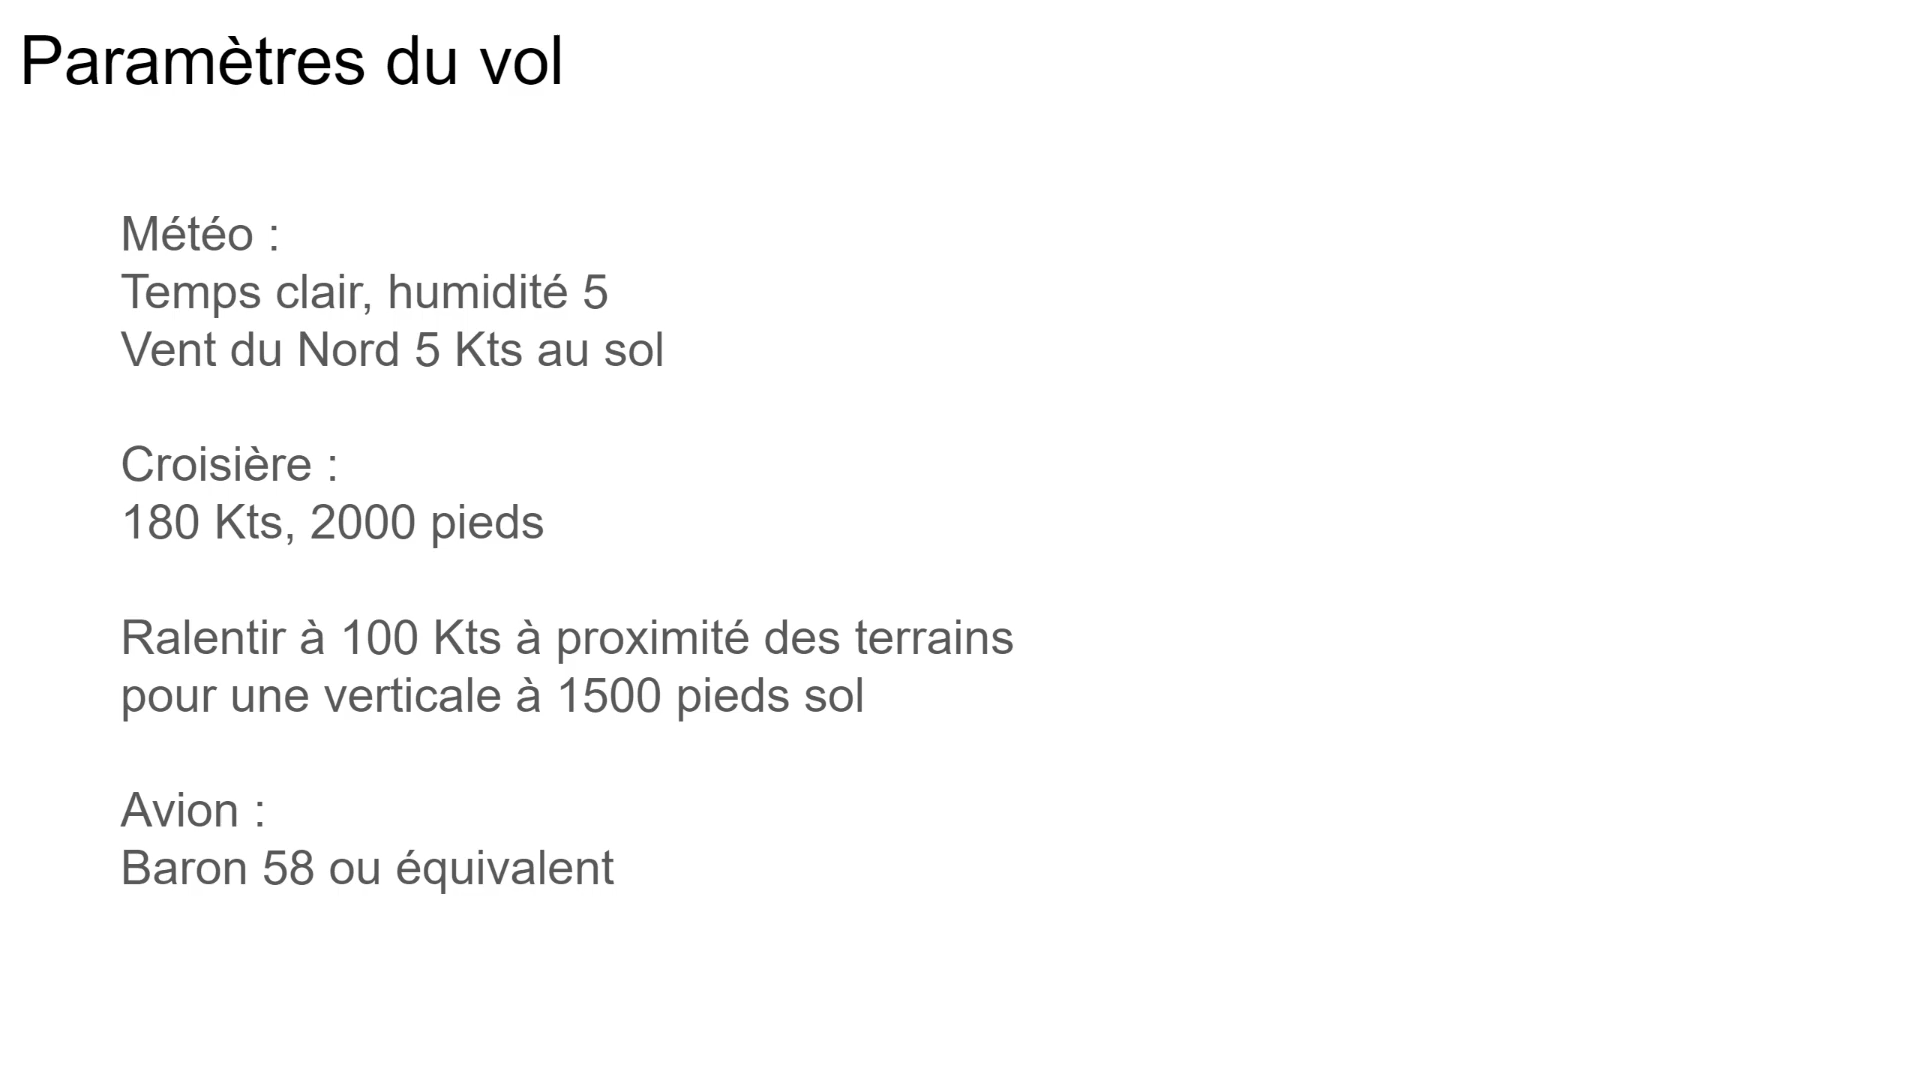 Paramètres du vol
Météo :
Temps clair, humidité 5
Vent du Nord 5 Kts au sol
Croisière :
180 Kts, 2000 pieds
Ralentir à 100 Kts à proximité des terrains
pour une verticale à 1500 pieds sol
Avion :
Baron 58 ou équivalent